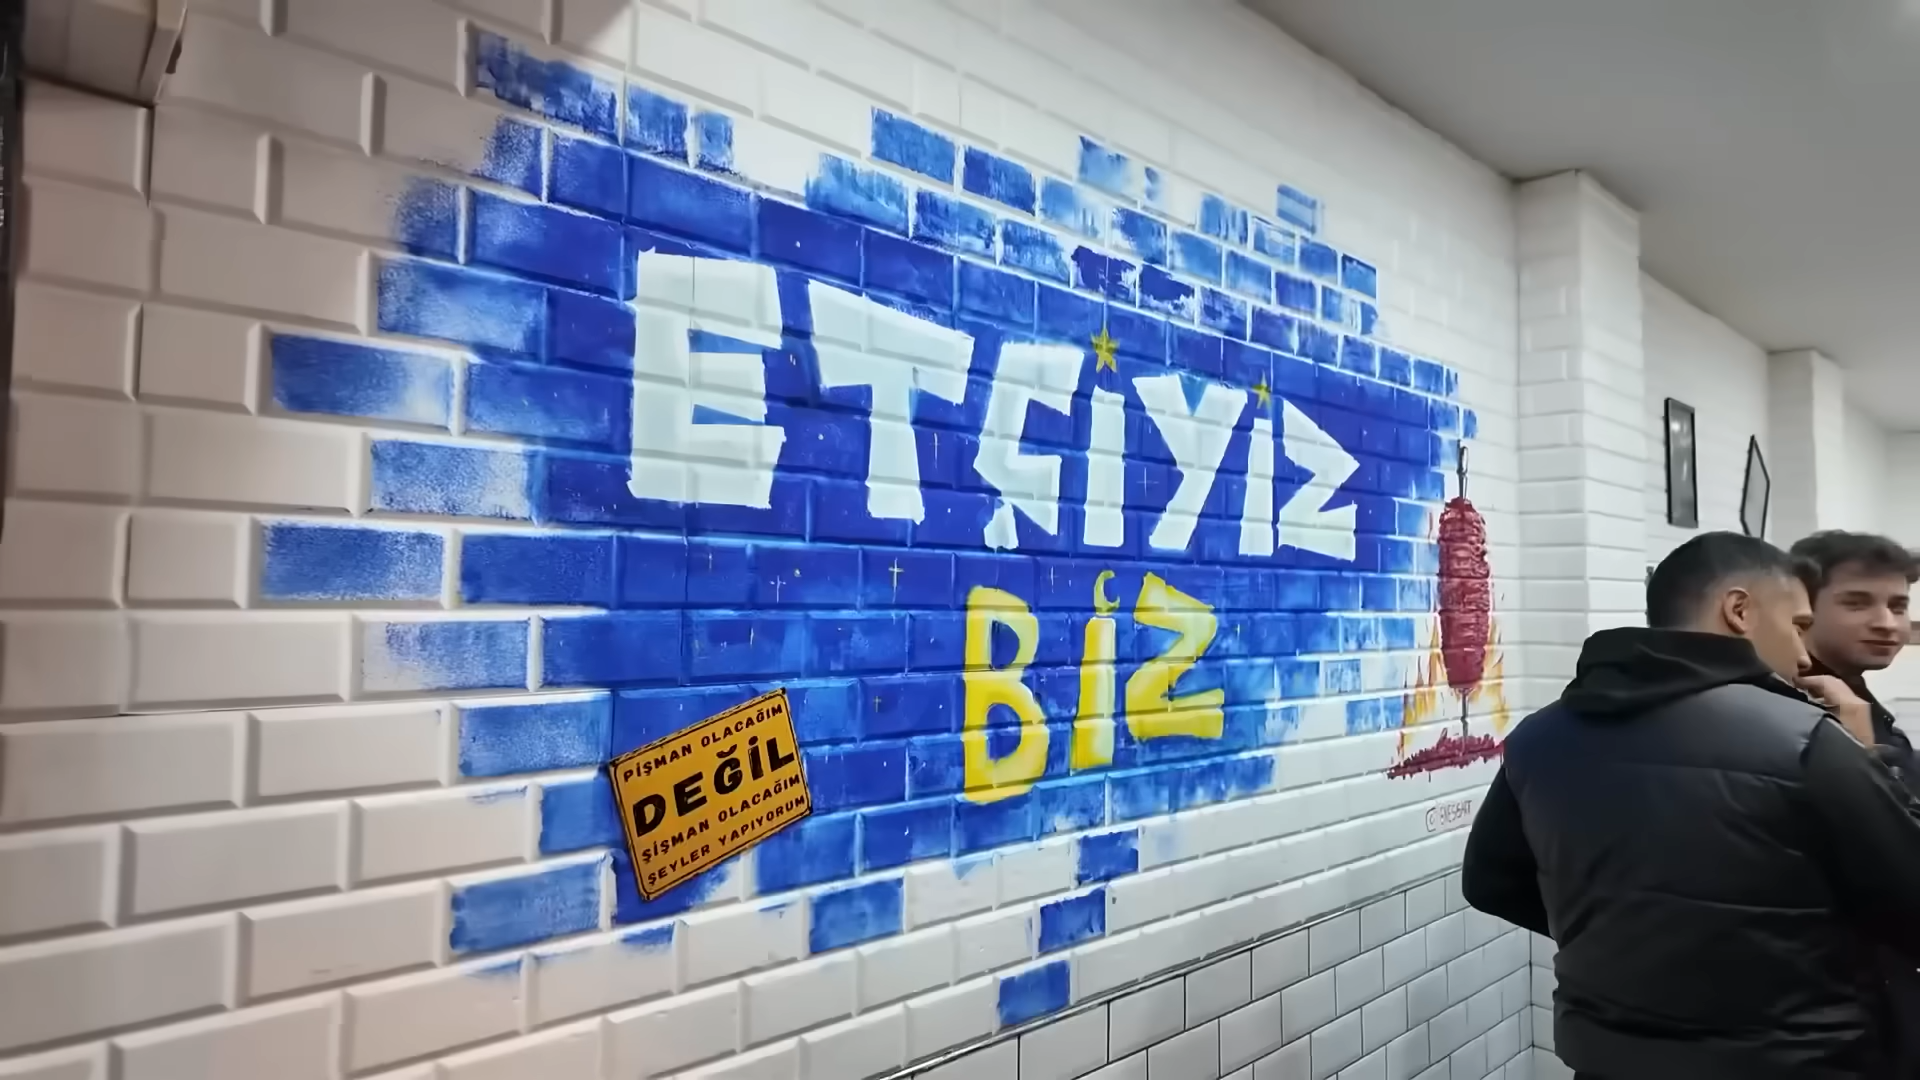 ETÇİYİZ
BİZ
PİŞMAN OLACAĞIM
DEĞİL
ŞİŞMAN OLACAĞIM
ŞEYLER YAPIYORUM